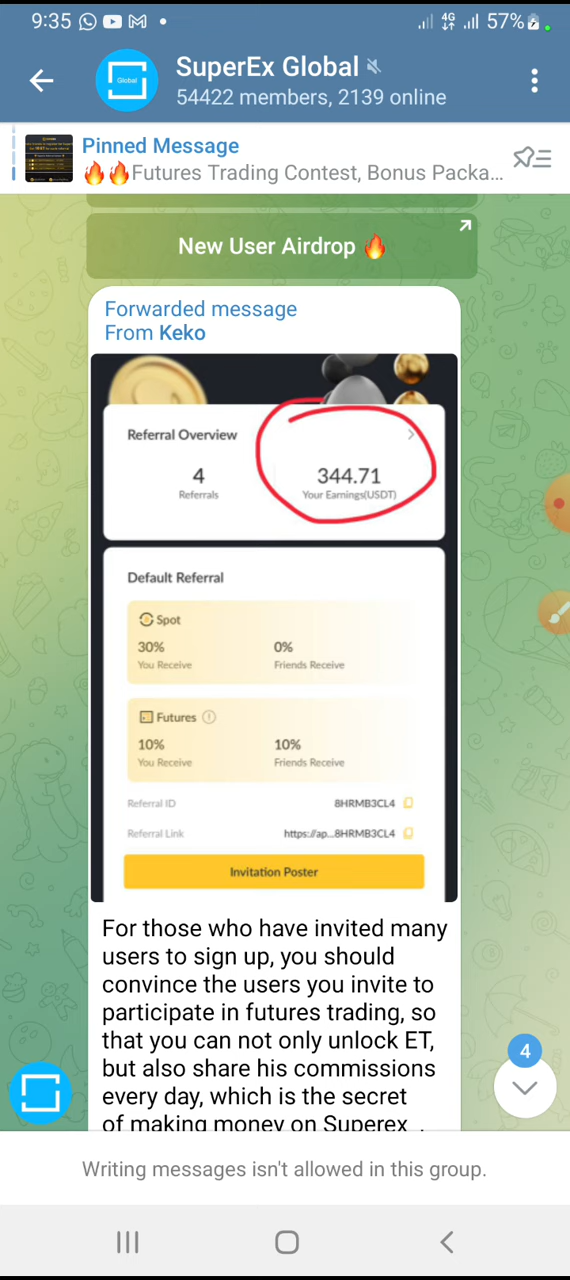 9:35
4G
57%
Global
SuperEx Global
54422 members, 2139 online
Pinned Message
🔥🔥Futures Trading Contest, Bonus Packa...
New User Airdrop 🔥
Forwarded message
From Keko
Referral Overview
4
344.71
Referrals
Your Earnings(USDT)
Default Referral
Spot
30%
0%
You Receive
Friends Receive
Futures
10%
10%
You Receive
Friends Receive
Referral ID
8HRMB3CL4
Referral Link
https://ap...8HRMB3CL4
Invitation Poster
For those who have invited many
users to sign up, you should
convince the users you invite to
participate in futures trading, so
that you can not only unlock ET,
but also share his commissions
every day, which is the secret
of making money on Superex
4
Writing messages isn't allowed in this group.